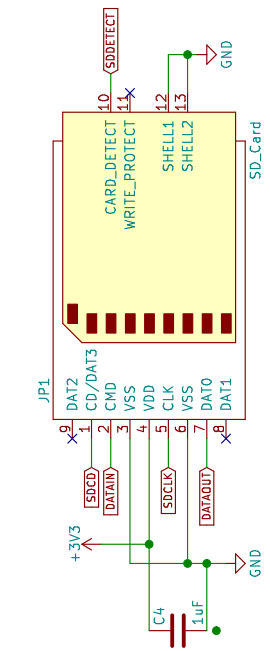 SDDETECT
GND
10
11
12
13
CARD_DETECT
WRITE_PROTECT
SHELL1
SHELL2
SD_Card
JP1
DAT2
CD/DAT3
CMD
VSS
VDD
CLK
VSS
DAT0
DAT1
9
1
2
3
4
5
6
7
8
SDCD
DATAIN
SDCLK
DATAOUT
+3V3
GND
C4
1uF